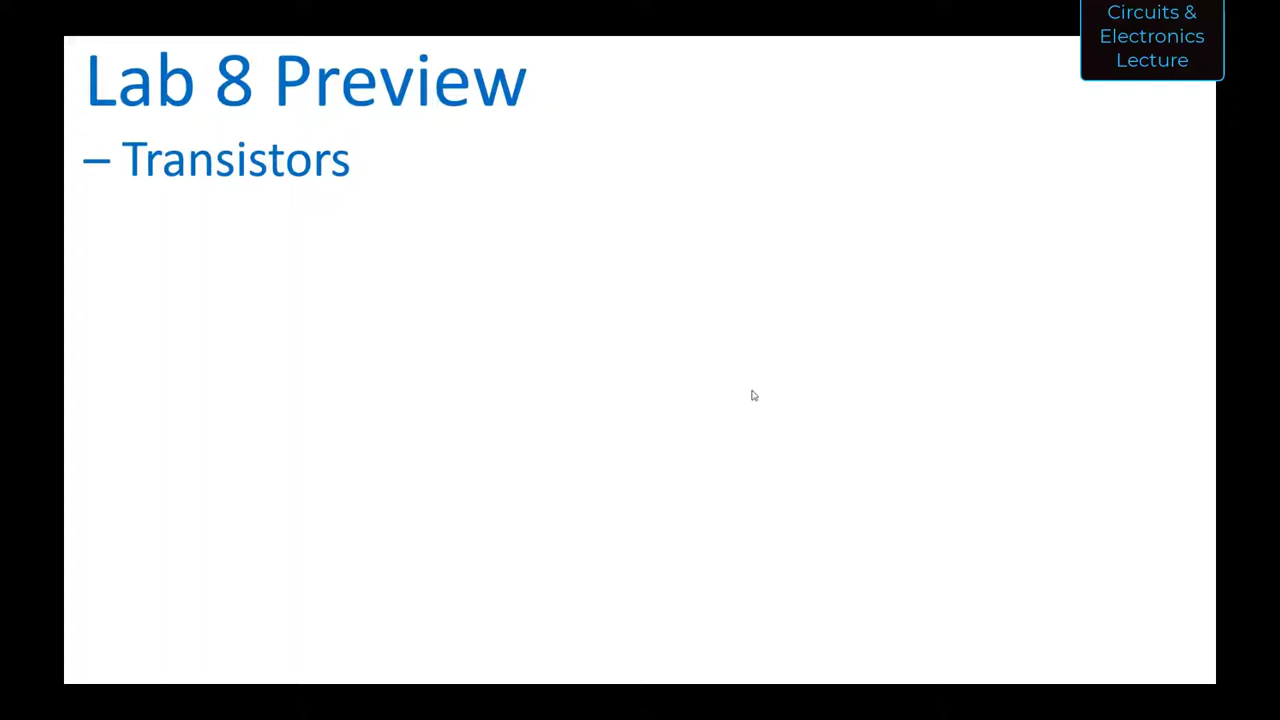 Circuits &
Electronics
Lecture
Lab 8 Preview
– Transistors